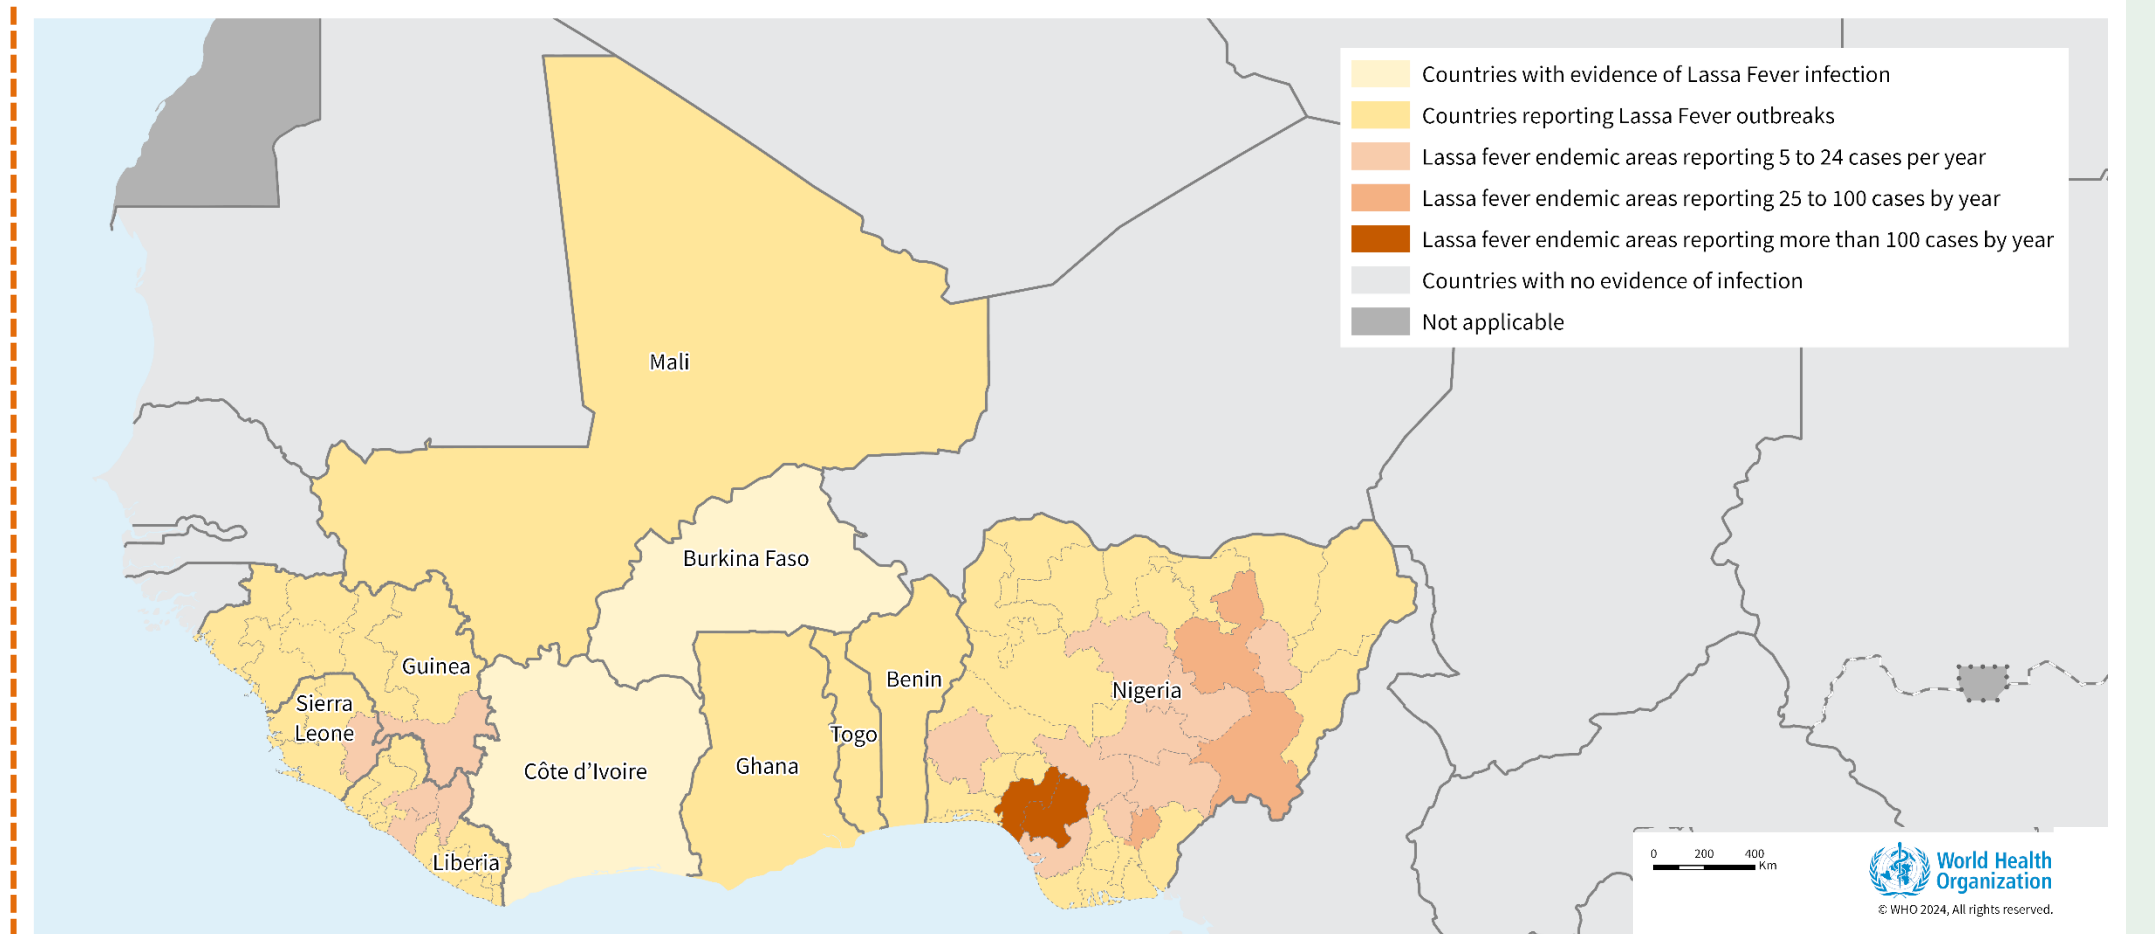 Countries with evidence of Lassa Fever infection
Countries reporting Lassa Fever outbreaks
Lassa fever endemic areas reporting 5 to 24 cases per year
Lassa fever endemic areas reporting 25 to 100 cases by year
Lassa fever endemic areas reporting more than 100 cases by year
Countries with no evidence of infection
Not applicable
Mali
Burkina Faso
Guinea
Sierra
Leone
Côte d’Ivoire
Ghana
Togo
Benin
Nigeria
Liberia
0 200 400
Km
World Health
Organization
© WHO 2024, All rights reserved.